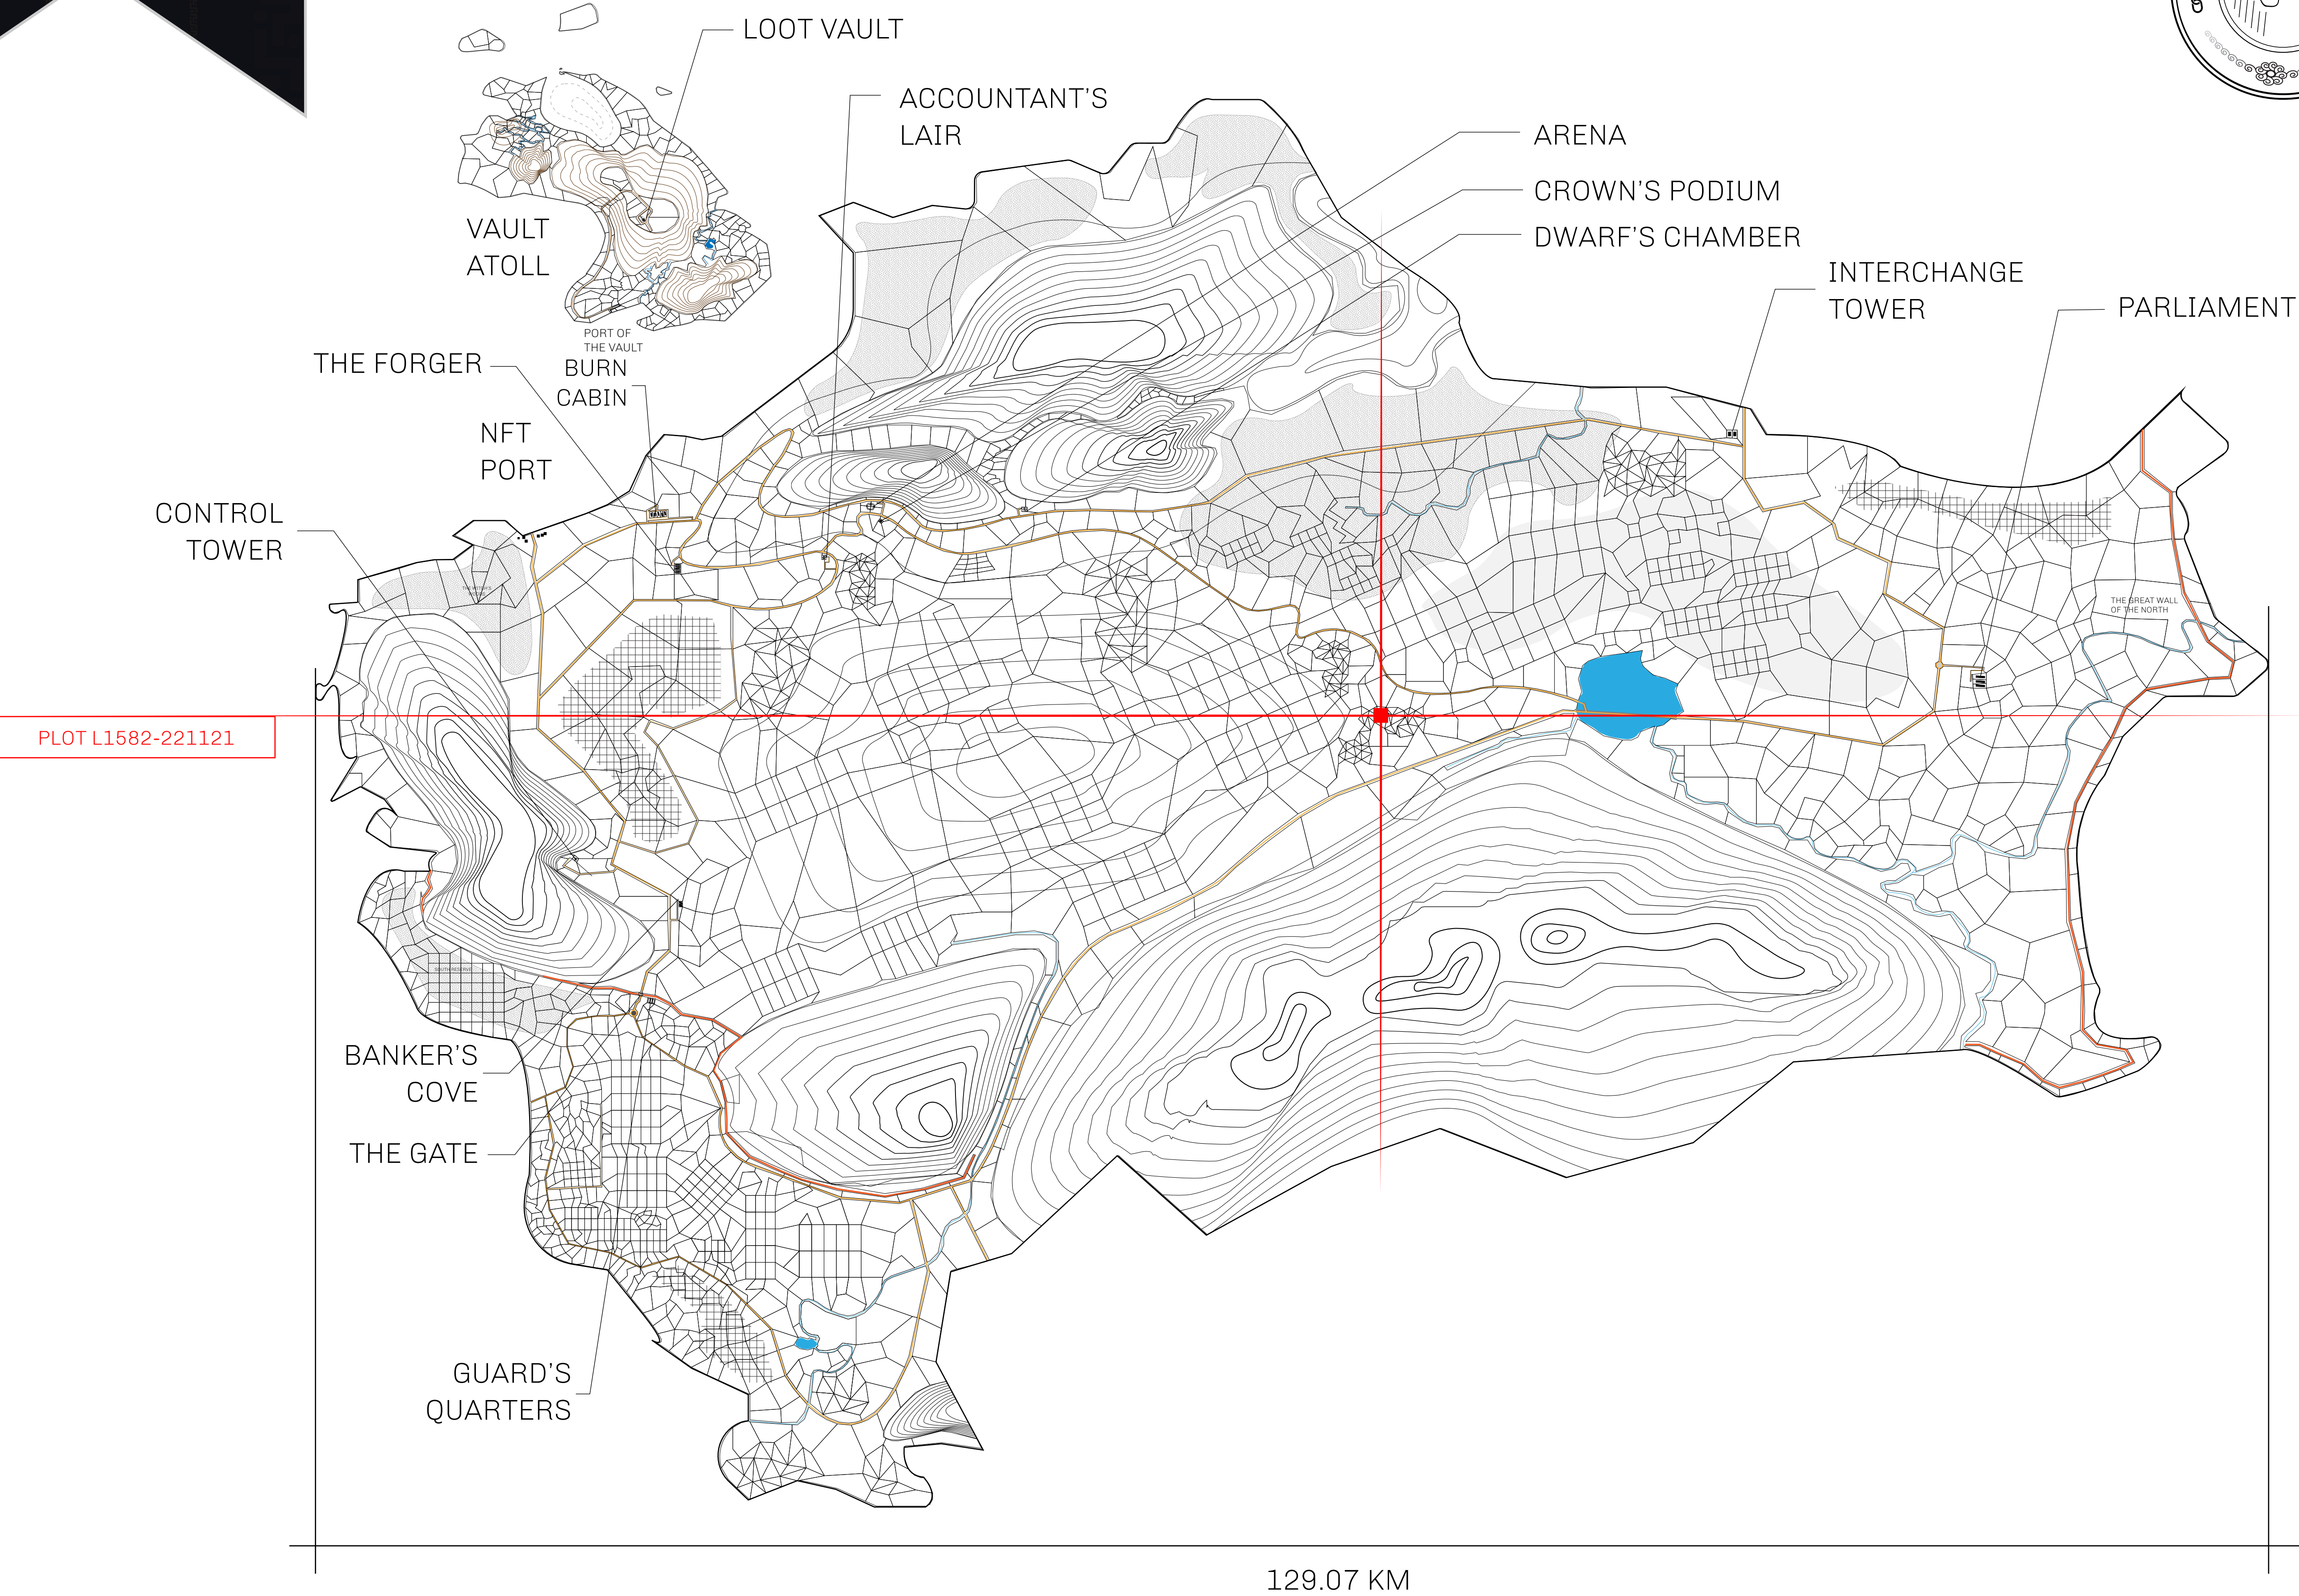 LOOT VAULT
ACCOUNTANT'S
LAIR
ARENA
CROWN'S PODIUM
DWARF'S CHAMBER
VAULT
ATOLL
INTERCHANGE
TOWER
PARLIAMENT
PORT OF
THE VAULT
THE FORGER
BURN
CABIN
NFT
PORT
CONTROL
TOWER
THE GREAT WALL
OF THE NORTH
PLOT L1582-221121
SOUTH RESERVE
BANKER'S
COVE
THE GATE
GUARD'S
QUARTERS
129.07 KM